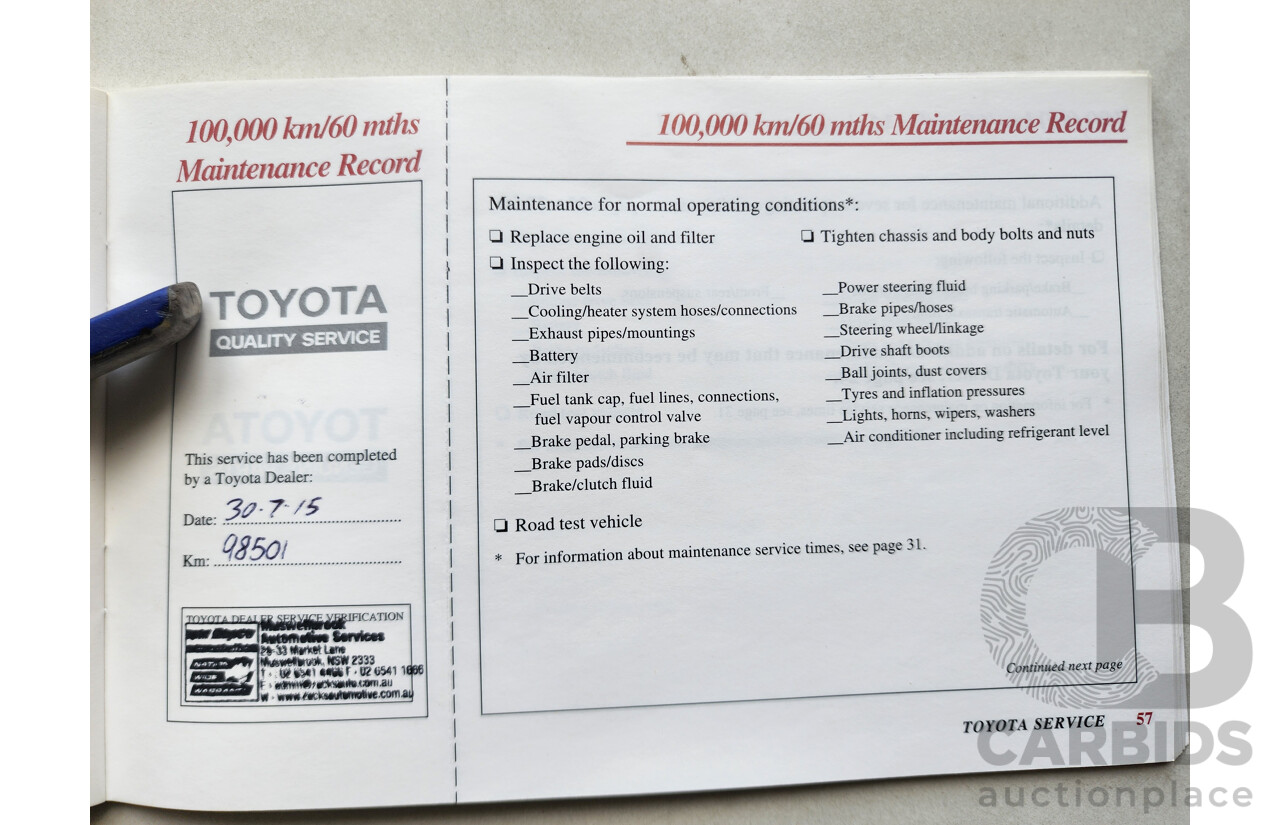 100,000 km/60 mths
Maintenance Record
TOYOTA
QUALITY SERVICE
This service has been completed
by a Toyota Dealer:
Date: 30-7-15
Km: 98501
TOYOTA DEALER SERVICE VERIFICATION
Muswellbrook
Automotive Services
29-33 Market Lane
Muswellbrook, NSW 2333
www.zacksautomotive.com.au
100,000 km/60 mths Maintenance Record
Maintenance for normal operating conditions*:
❏ Replace engine oil and filter
❏ Tighten chassis and body bolts and nuts
❏ Inspect the following:
__Drive belts
__Cooling/heater system hoses/connections
__Exhaust pipes/mountings
__Battery
__Air filter
__Fuel tank cap, fuel lines, connections,
fuel vapour control valve
__Brake pedal, parking brake
__Brake pads/discs
__Brake/clutch fluid
__Power steering fluid
__Brake pipes/hoses
__Steering wheel/linkage
__Drive shaft boots
__Ball joints, dust covers
__Tyres and inflation pressures
__Lights, horns, wipers, washers
__Air conditioner including refrigerant level
❏ Road test vehicle
* For information about maintenance service times, see page 31.
Continued next page
TOYOTA SERVICE 57
CARBIDS
auctionplace